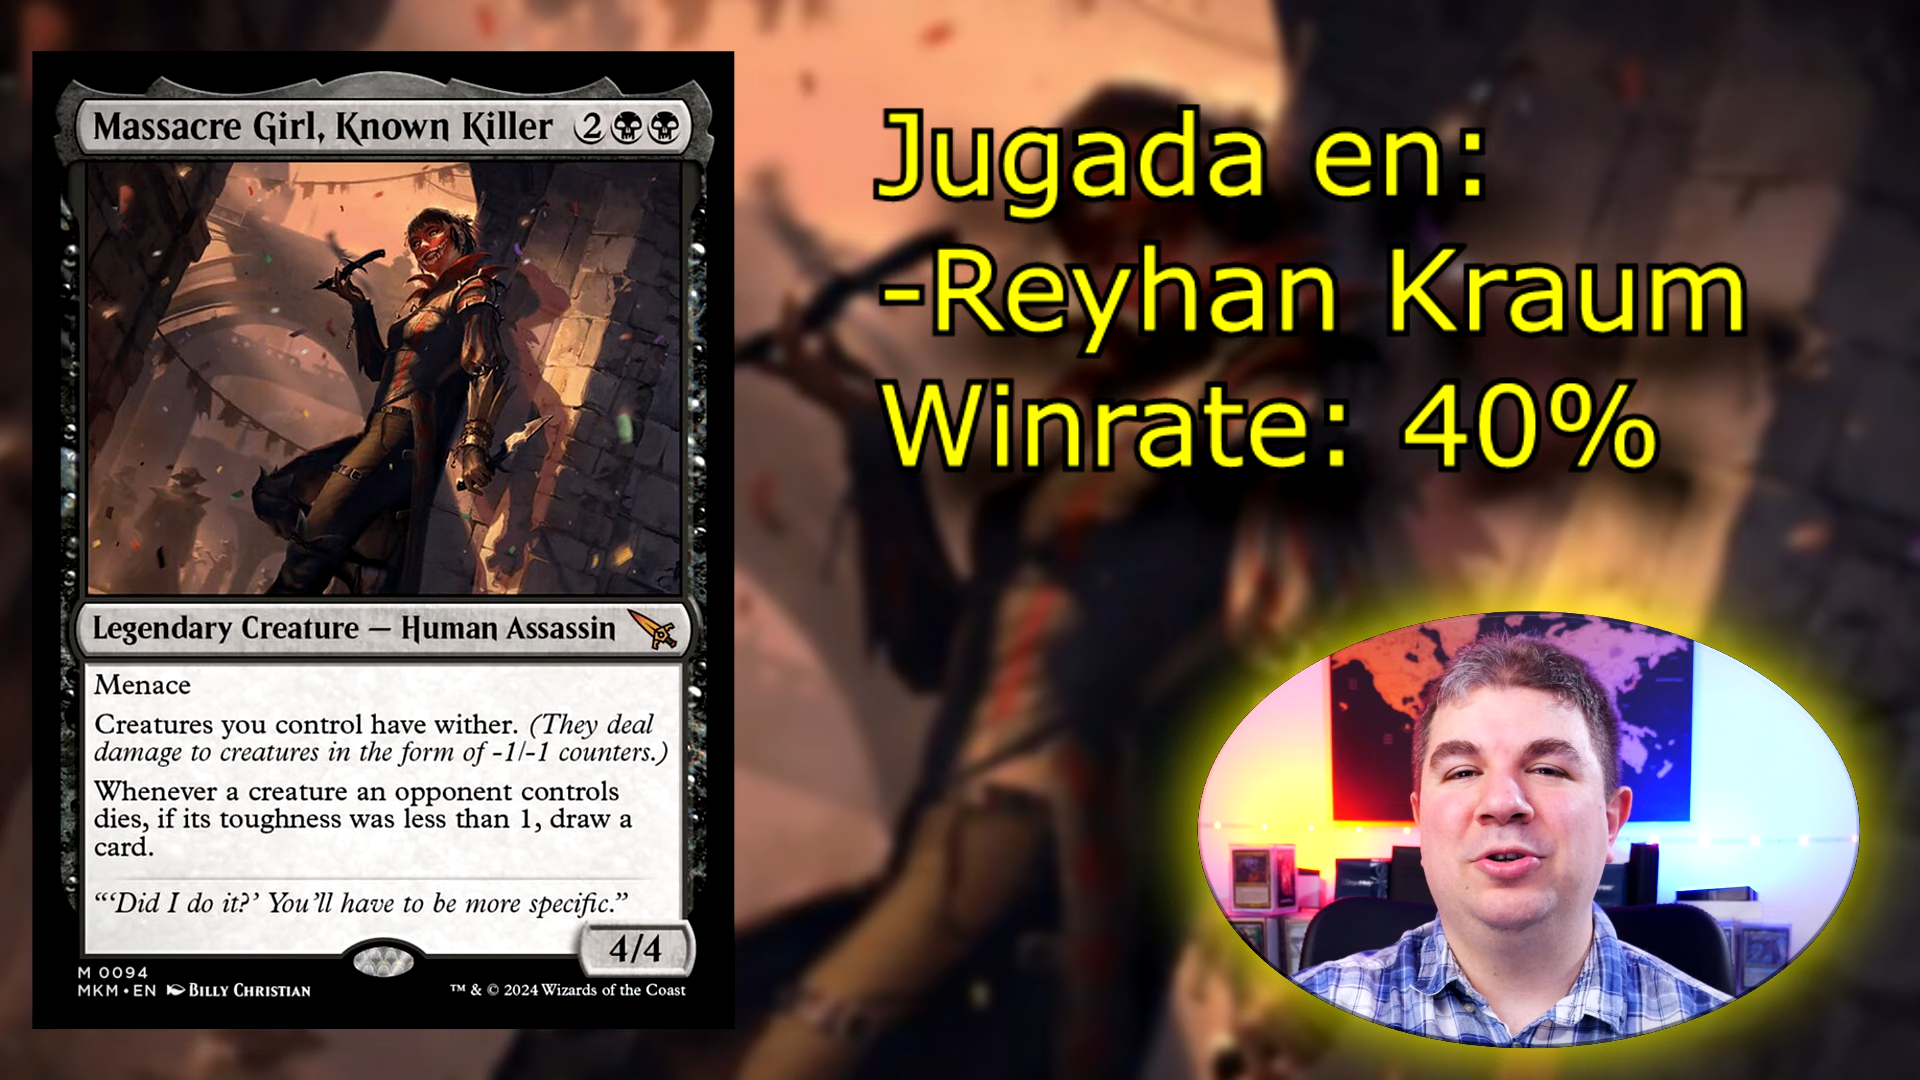 Massacre Girl, Known Killer 2
Legendary Creature — Human Assassin
Menace
Creatures you control have wither. (They deal
damage to creatures in the form of -1/-1 counters.)
Whenever a creature an opponent controls
dies, if its toughness was less than 1, draw a
card.
“‘Did I do it?’ You’ll have to be more specific.”
4/4
M 0094
MKM • EN BILLY CHRISTIAN
™ & © 2024 Wizards of the Coast
Jugada en:
-Reyhan Kraum
Winrate: 40%